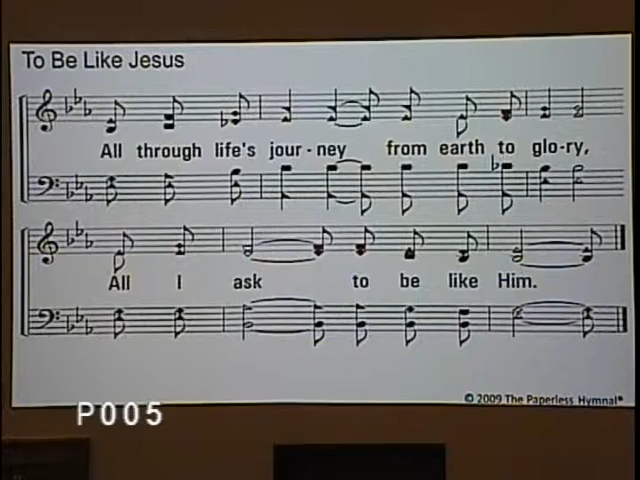 To Be Like Jesus
All through life's jour - ney from earth to glo-ry,
All I ask to be like Him.
© 2009 The Paperless Hymnal®
P005